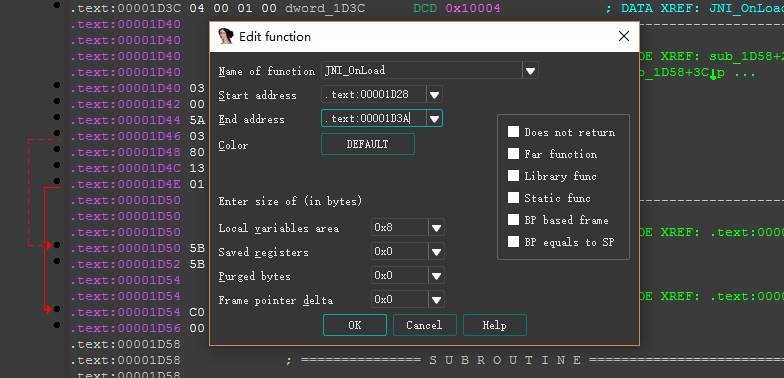 .text:00001D3C 04 00 01 00 dword_1D3C DCD 0x10004 ; DATA XREF: JNI_OnLoad
.text:00001D40
Edit function
.text:00001D40
.text:00001D40 DE XREF: sub_1D58+2
Name of function JNI_OnLoad
.text:00001D40 b_1D58+3C↓p ...
.text:00001D40 03
Start address .text:00001D28
.text:00001D42 00
.text:00001D44 5A
End address .text:00001D3A
.text:00001D46 03
Does not return
Color DEFAULT
.text:00001D48 80
Far function
.text:00001D4C 13
Library func
.text:00001D4E 01
.text:00001D50
Enter size of (in bytes)
Static func
.text:00001D50
BP based frame
.text:00001D50
Local variables area 0x8
DE XREF: .text:0000
.text:00001D50 5B
BP equals to SP
Saved registers 0x0
.text:00001D52 5B
.text:00001D54
Purged bytes 0x0
.text:00001D54
Frame pointer delta 0x0
DE XREF: .text:0000
.text:00001D54 C0
OK Cancel Help
.text:00001D56 00
.text:00001D58
.text:00001D58 ; =============== S U B R O U T I N E
.text:00001D58